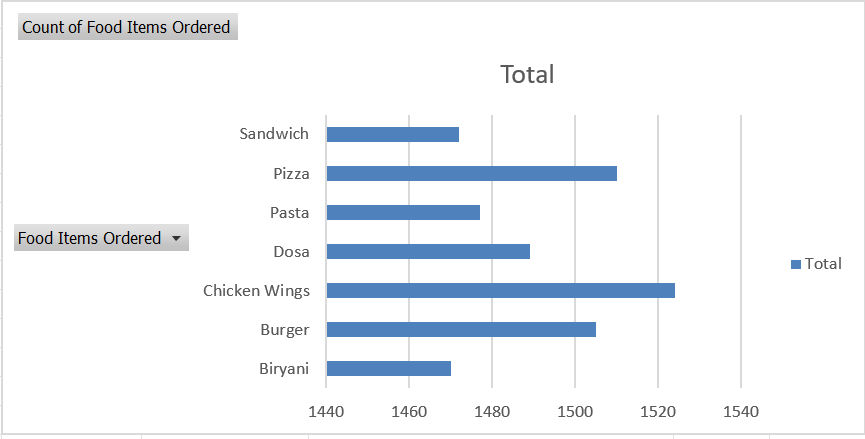 Count of Food Items Ordered
Total
Sandwich
Pizza
Pasta
Food Items Ordered
Dosa
Total
Chicken Wings
Burger
Biryani
1440 1460 1480 1500 1520 1540